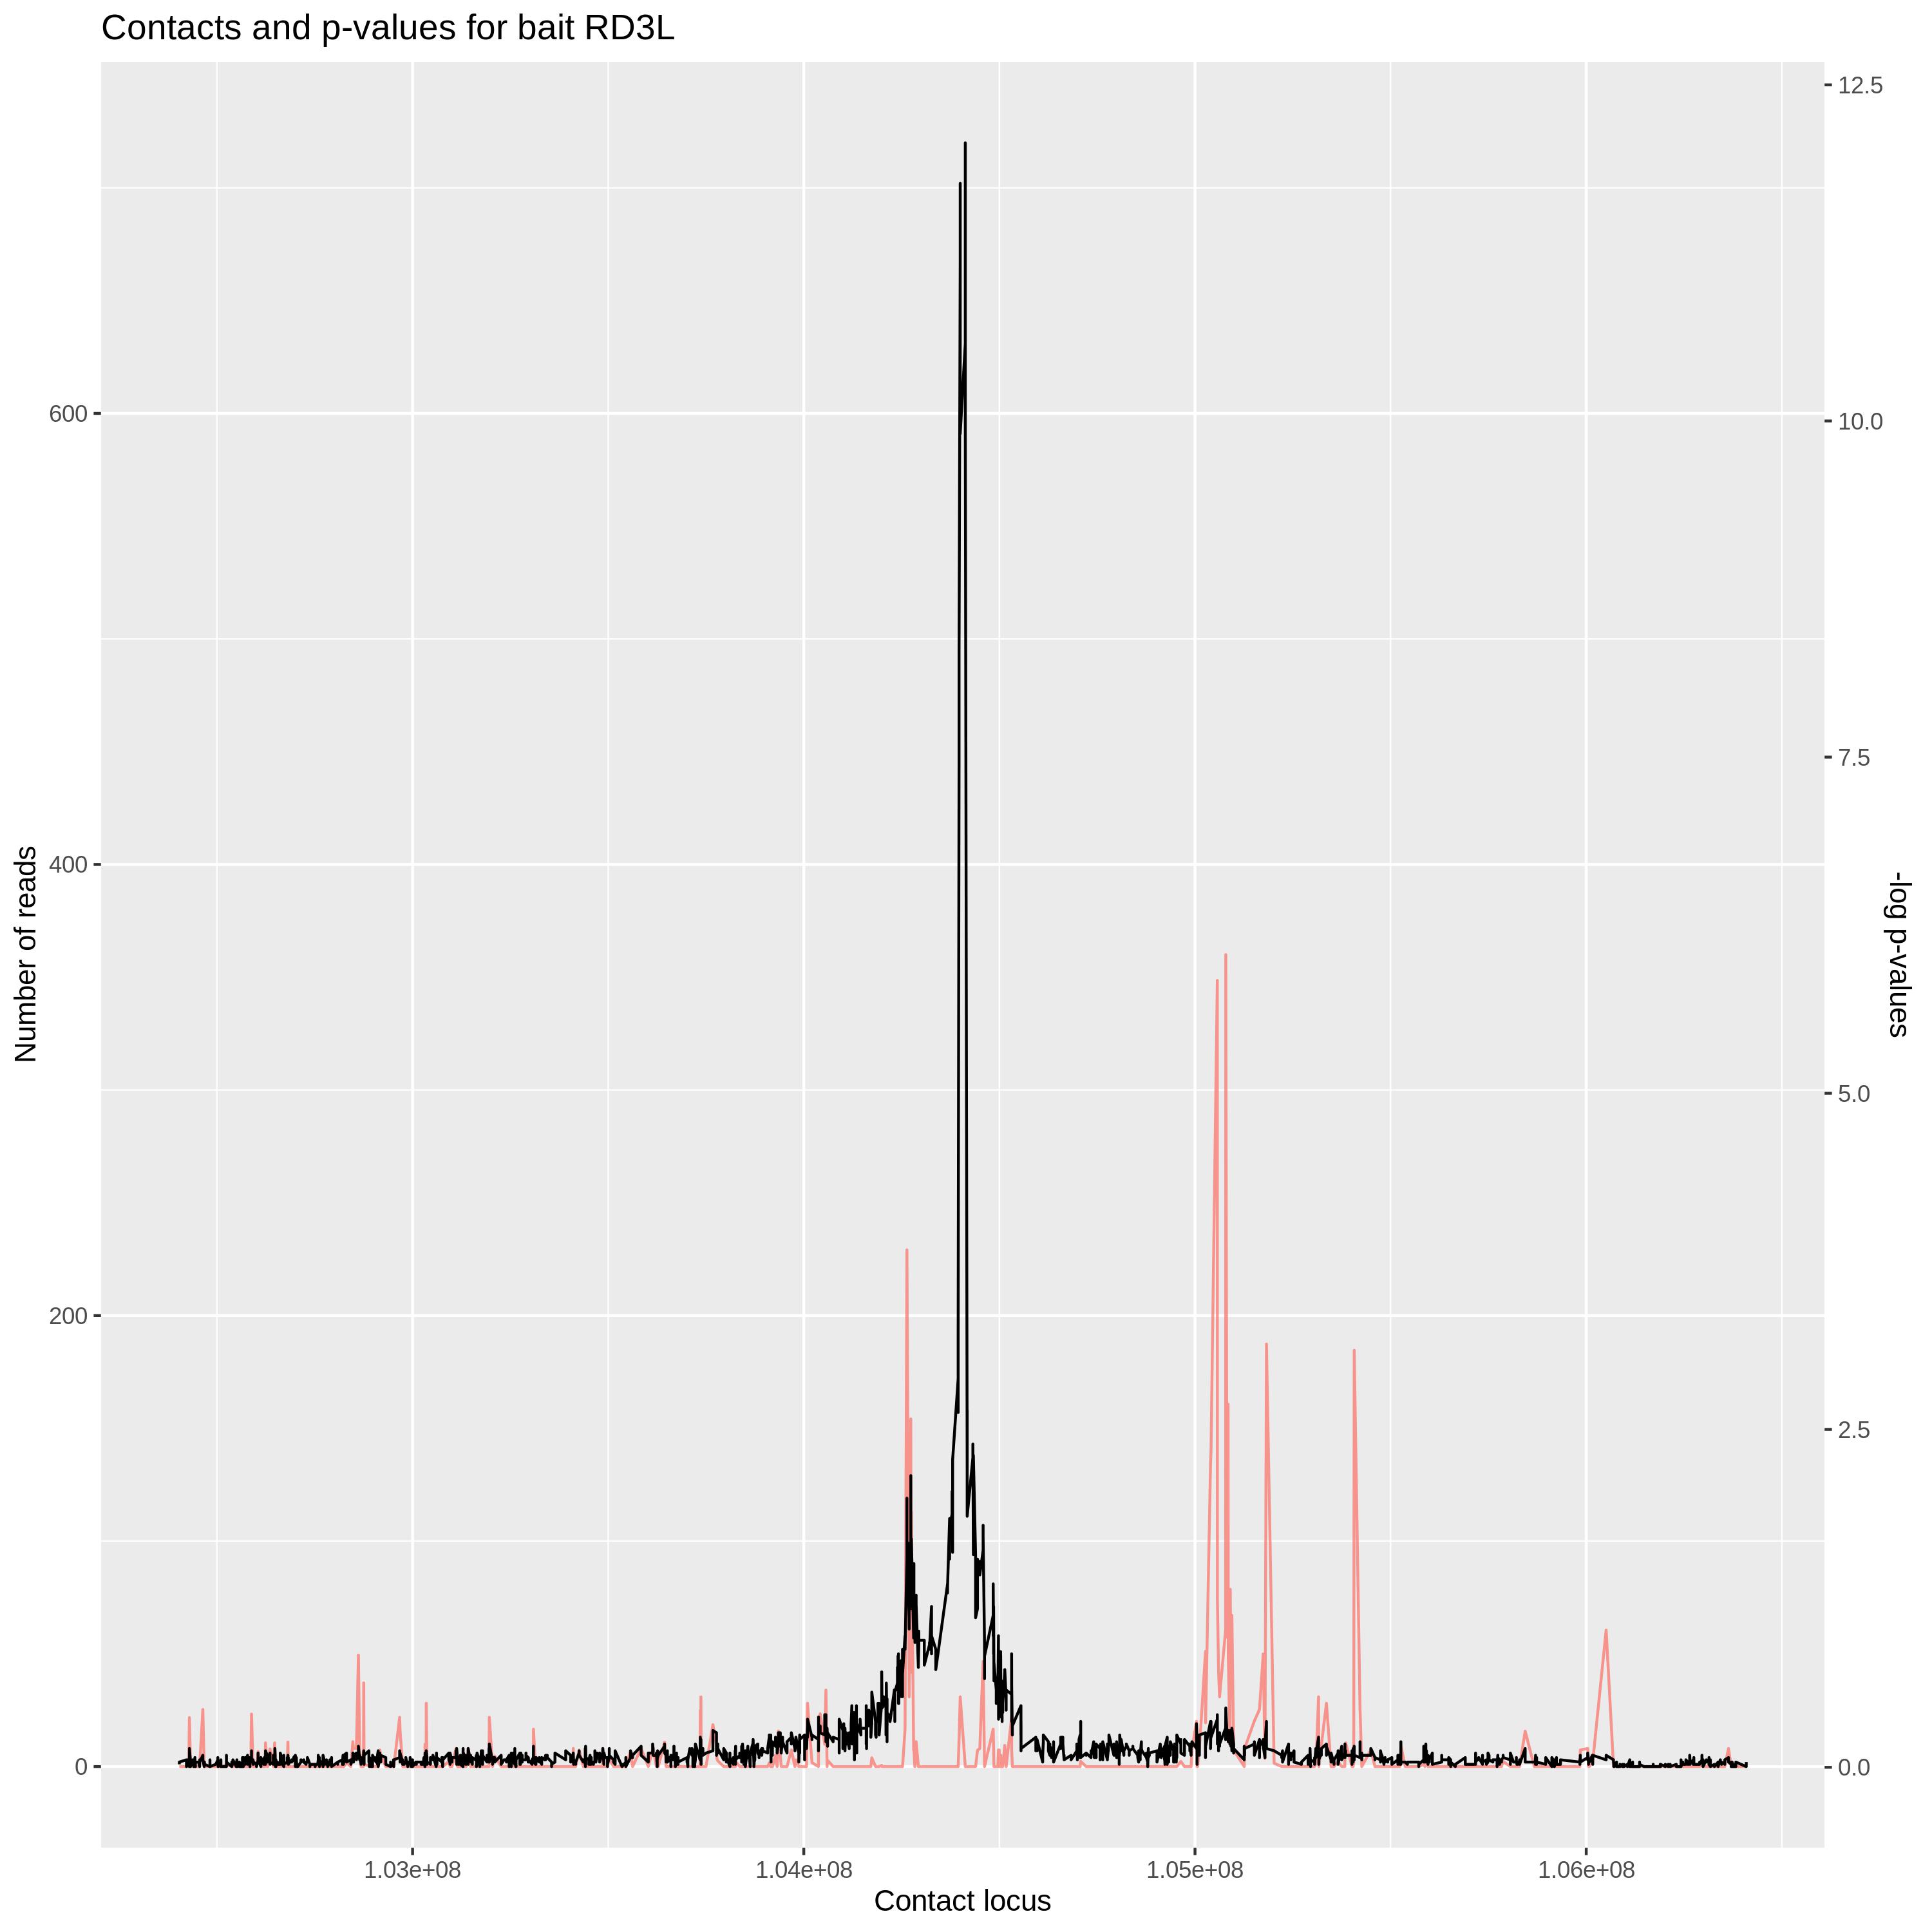 Contacts and p-values for bait RD3L
12.5
600
10.0
7.5
Number of reads
400
-log p-values
5.0
200
2.5
0
0.0
1.03e+08
1.04e+08
1.05e+08
1.06e+08
Contact locus